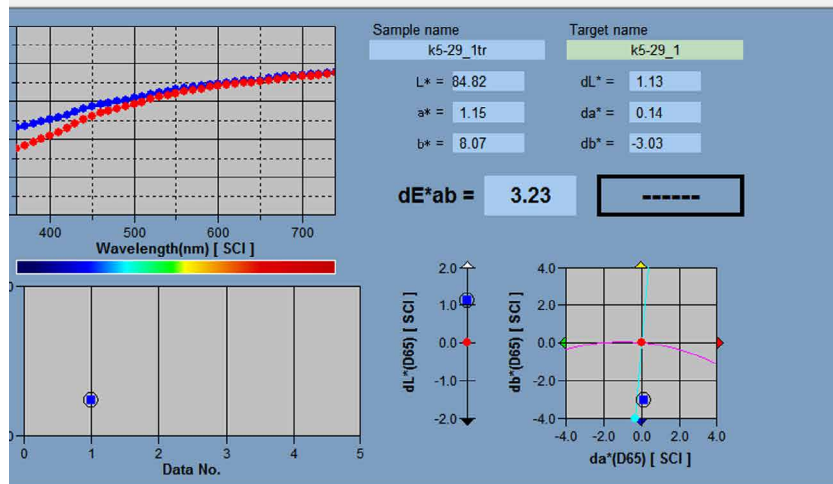 Sample name
Target name
k5-29_1tr
k5-29_1
L* = 84.82
dL* = 1.13
a* = 1.15
da* = 0.14
b* = 8.07
db* = -3.03
dE*ab = 3.23
------
400 500 600 700
Wavelength(nm) [ SCI ]
0 1 2 3 4 5
Data No.
dL*(D65) [ SCI ]
2.0
1.0
0.0
-1.0
-2.0
db*(D65) [ SCI ]
4.0
2.0
0.0
-2.0
-4.0
-4.0 -2.0 0.0 2.0 4.0
da*(D65) [ SCI ]